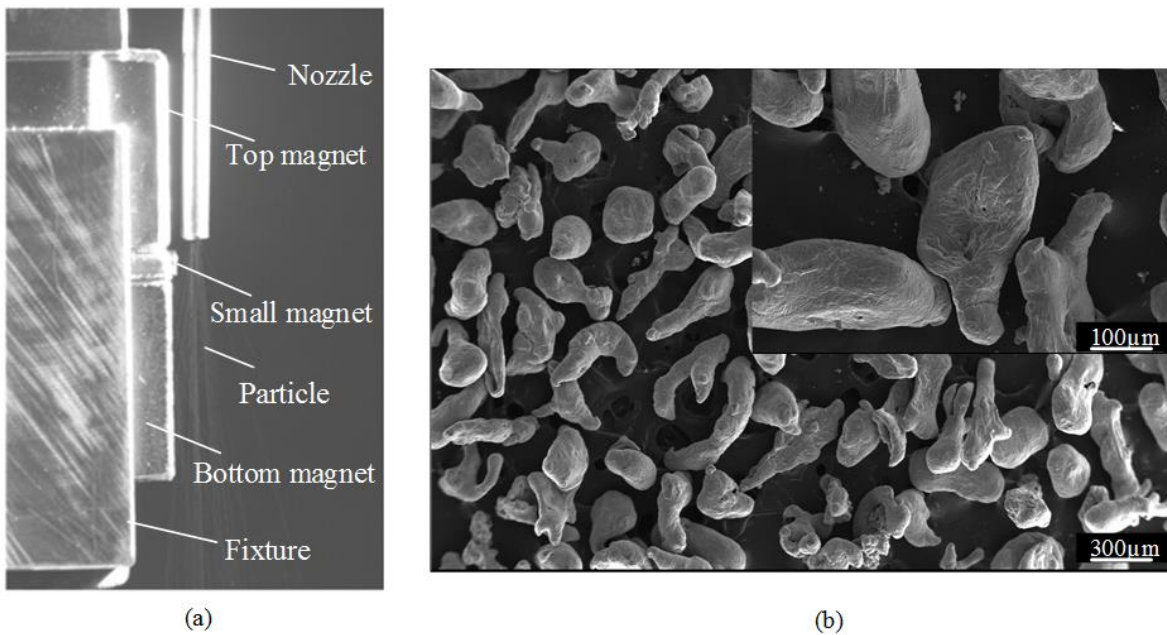 (a)
Nozzle
Top magnet
Small magnet
Particle
Bottom magnet
Fixture
(a)
100µm
300µm
(b)